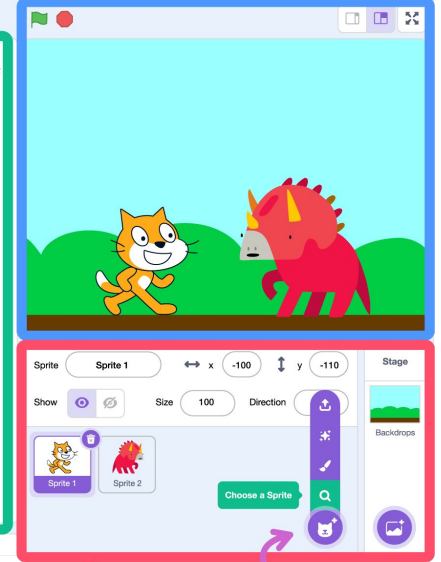 Sprite Sprite 1 x -100 y -110
Show Size 100 Direction
Sprite 1 Sprite 2
Choose a Sprite
Stage
Backdrops